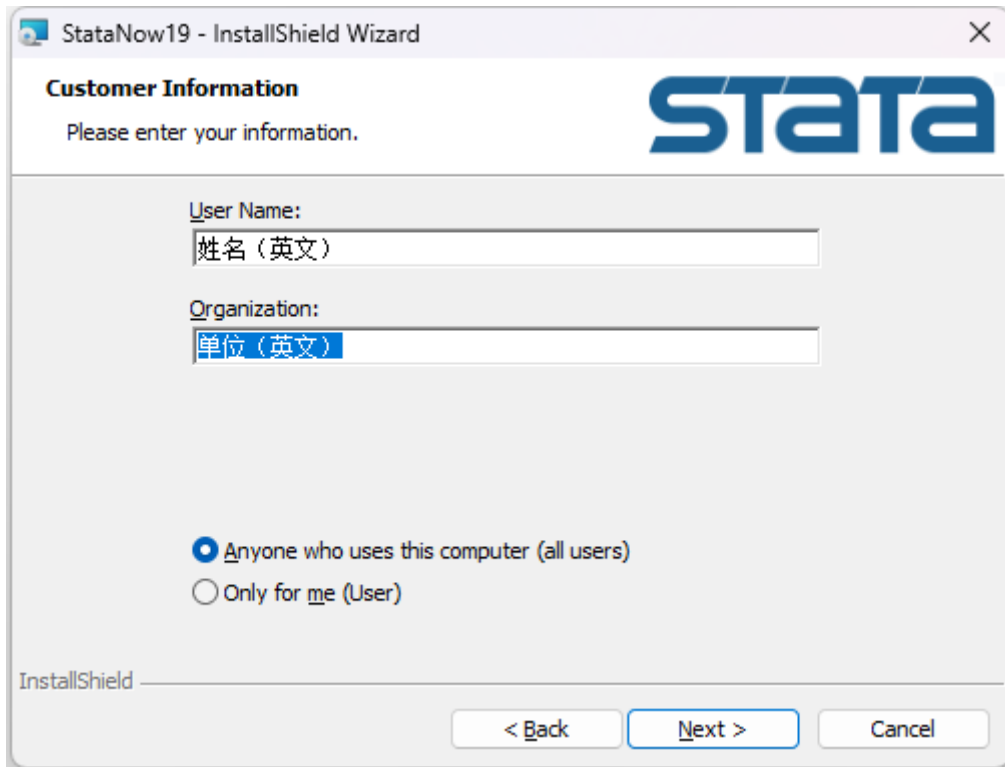 StataNow19 - InstallShield Wizard
Customer Information
Please enter your information.
stata
User Name:
姓名（英文）
Organization:
单位（英文）
Anyone who uses this computer (all users)
Only for me (User)
InstallShield
< Back
Next >
Cancel